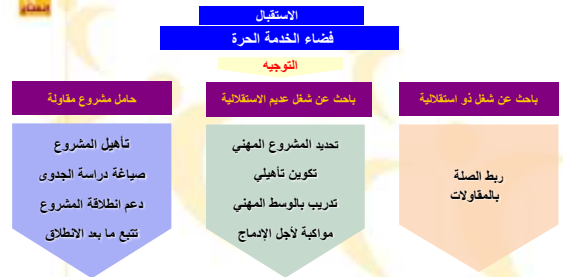 الاستقبال
فضاء الخدمة الحرة
التوجيه
باحث عن شغل ذو استقلالية
ربط الصلة
بالمقاولات
باحث عن شغل عديم الاستقلالية
تحديد المشروع المهني
تكوين تأهيلي
تدريب بالوسط المهني
مواكبة لأجل الإدماج
حامل مشروع مقاولة
تأهيل المشروع
صياغة دراسة الجدوى
دعم انطلاقة المشروع
تتبع ما بعد الانطلاق